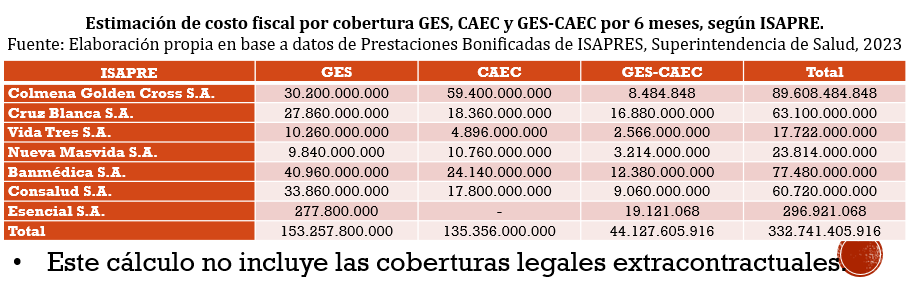 Estimación de costo fiscal por cobertura GES, CAEC y GES-CAEC por 6 meses, según ISAPRE.
Fuente: Elaboración propia en base a datos de Prestaciones Bonificadas de ISAPRES, Superintendencia de Salud, 2023
ISAPRE GES CAEC GES-CAEC Total
Colmena Golden Cross S.A. 30.200.000.000 59.400.000.000 8.484.848 89.608.484.848
Cruz Blanca S.A. 27.860.000.000 18.360.000.000 16.880.000.000 63.100.000.000
Vida Tres S.A. 10.260.000.000 4.896.000.000 2.566.000.000 17.722.000.000
Nueva Masvida S.A. 9.840.000.000 10.760.000.000 3.214.000.000 23.814.000.000
Banmédica S.A. 40.960.000.000 24.140.000.000 12.380.000.000 77.480.000.000
Consalud S.A. 33.860.000.000 17.800.000.000 9.060.000.000 60.720.000.000
Esencial S.A. 277.800.000 - 19.121.068 296.921.068
Total 153.257.800.000 135.356.000.000 44.127.605.916 332.741.405.916
• Este cálculo no incluye las coberturas legales extracontractuales.